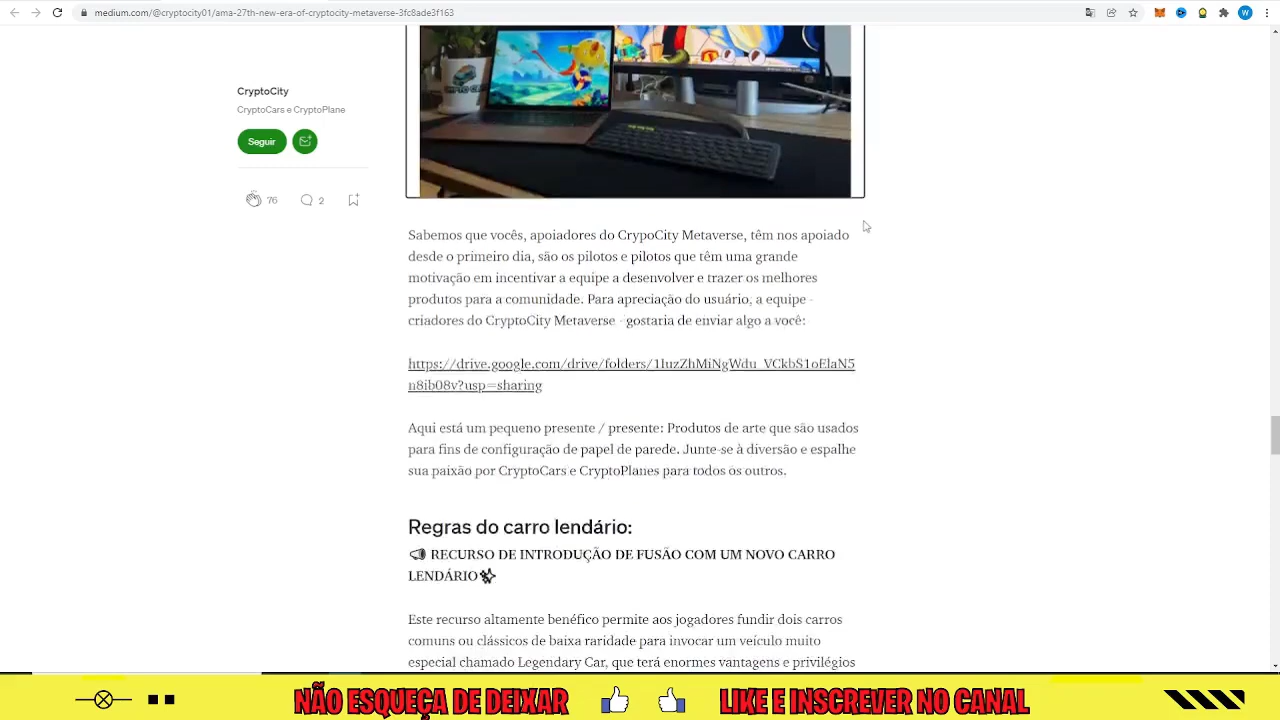 medium.com/@cryptocity01/ama-27th-new-era-of-cryptocity-metaverse-3fc8ade3f163
W
CryptoCity
CryptoCars e CryptoPlane
Seguir
76
2
Sabemos que vocês, apoiadores do CrypoCity Metaverse, têm nos apoiado
desde o primeiro dia, são os pilotos e pilotos que têm uma grande
motivação em incentivar a equipe a desenvolver e trazer os melhores
produtos para a comunidade. Para apreciação do usuário, a equipe -
criadores do CryptoCity Metaverse - gostaria de enviar algo a você:
https://drive.google.com/drive/folders/1IuzZhMiNgWdu_VCkbS1oElaN5
n8ib08v?usp=sharing
Aqui está um pequeno presente / presente: Produtos de arte que são usados
para fins de configuração de papel de parede. Junte-se à diversão e espalhe
sua paixão por CryptoCars e CryptoPlanes para todos os outros.
Regras do carro lendário:
RECURSO DE INTRODUÇÃO DE FUSÃO COM UM NOVO CARRO
LENDÁRIO
Este recurso altamente benéfico permite aos jogadores fundir dois carros
comuns ou clássicos de baixa raridade para invocar um veículo muito
especial chamado Legendary Car, que terá enormes vantagens e privilégios
NÃO ESQUEÇA DE DEIXAR LIKE E INSCREVER NO CANAL